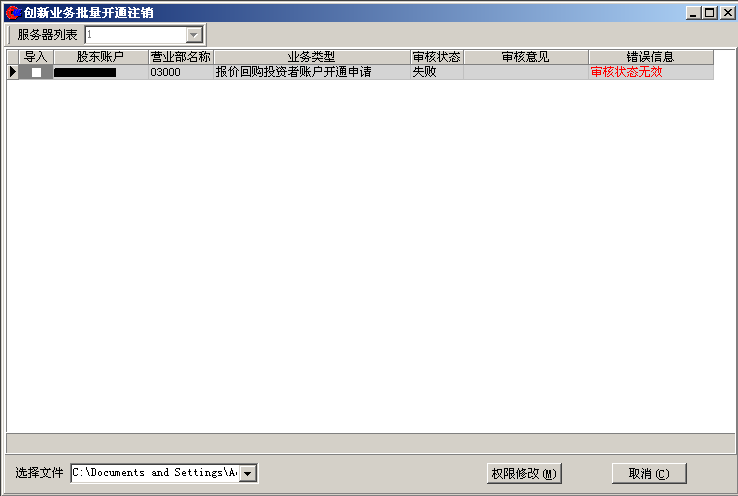 创新业务批量开通注销
服务器列表 1
导入 股东账户 营业部名称 业务类型 审核状态 审核意见 错误信息
03000 报价回购投资者账户开通申请 失败 审核状态无效
选择文件 C:\Documents and Settings\A 权限修改(M) 取消(C)